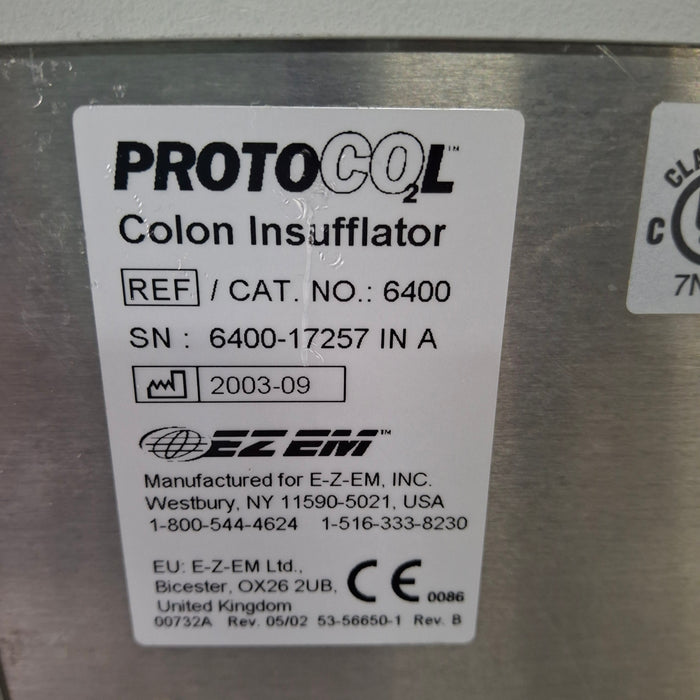 PROTOCO₂L™
Colon Insufflator
REF / CAT. NO.: 6400
SN : 6400-17257 IN A
2003-09
EZEM™
Manufactured for E-Z-EM, INC.
Westbury, NY 11590-5021, USA
1-800-544-4624 1-516-333-8230
EU: E-Z-EM Ltd.,
Bicester, OX26 2UB,
United Kingdom
CE 0086
00732A Rev. 05/02 53-56650-1 Rev. B
C